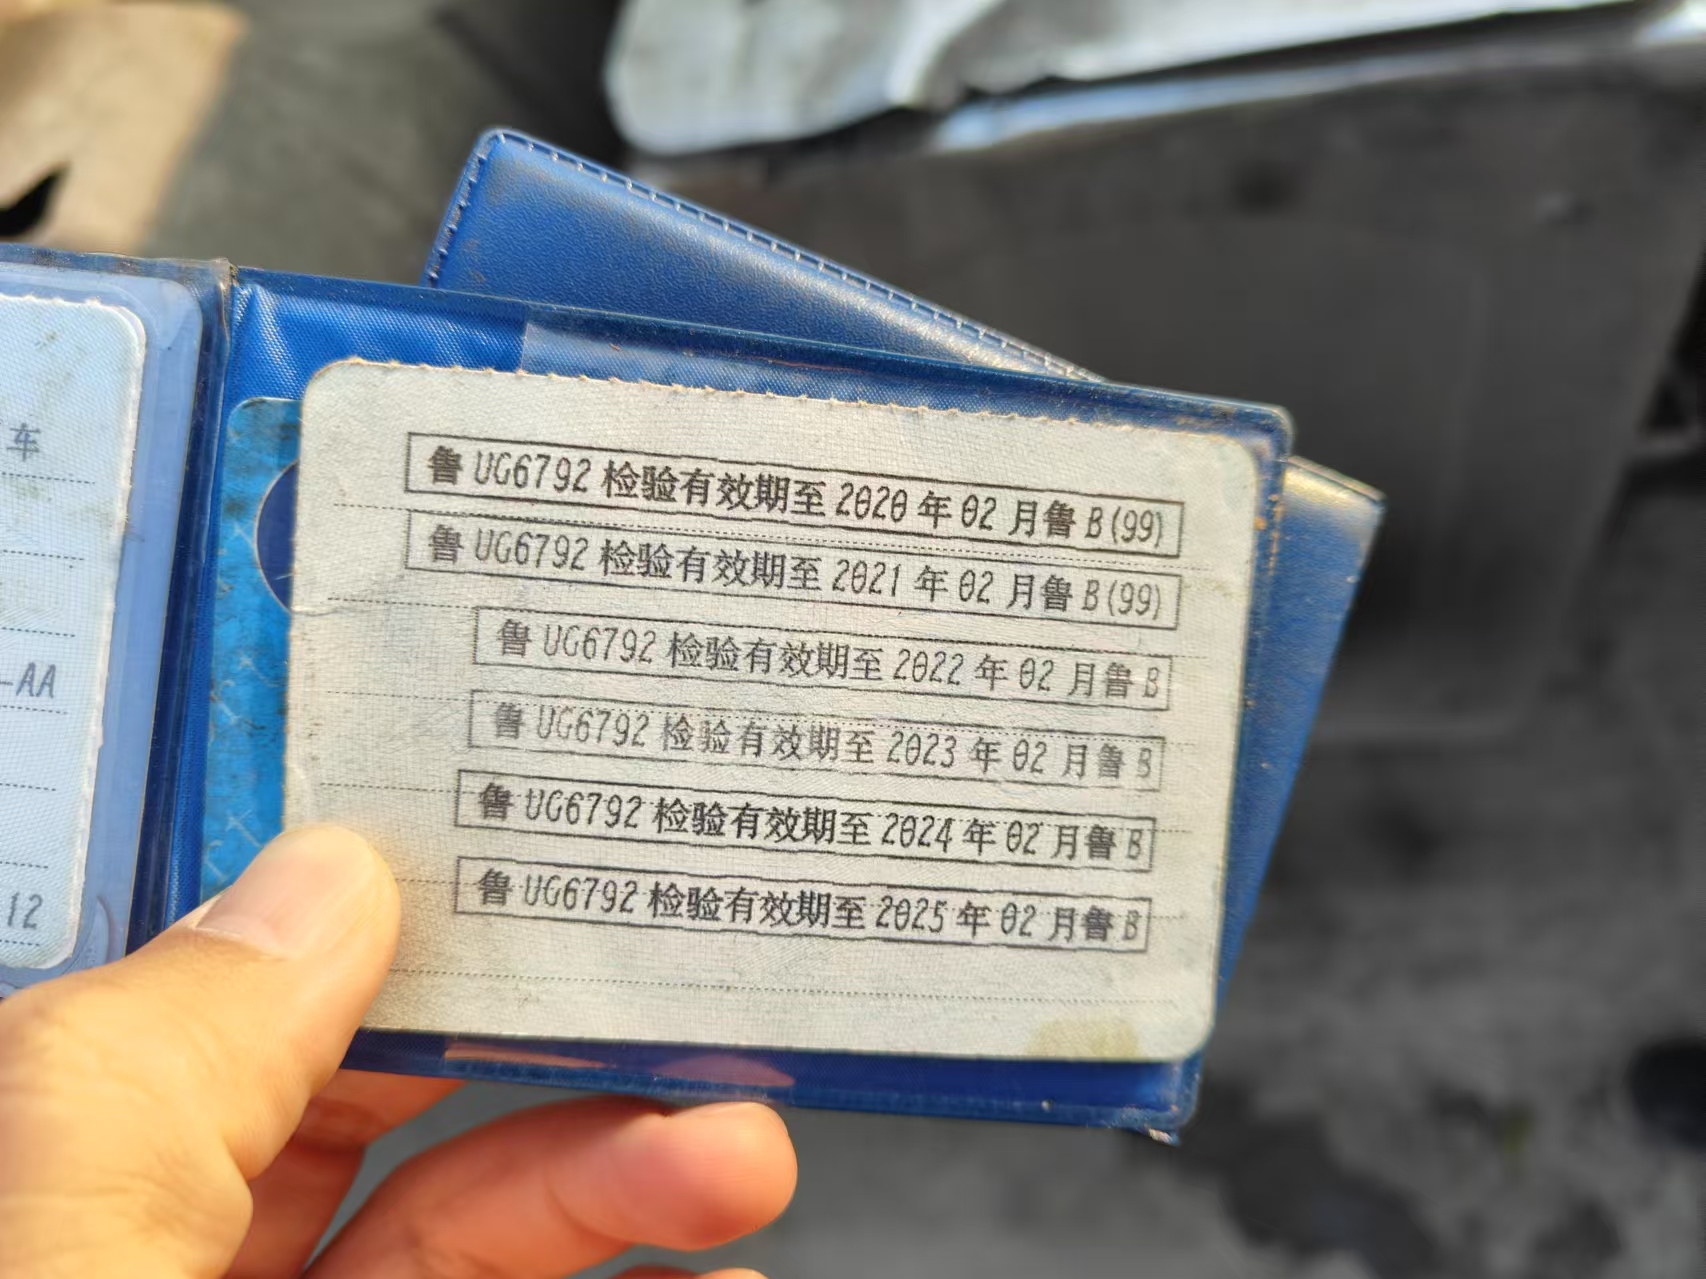 车
-AA
12
鲁 UG6792 检验有效期至 2020 年 02 月鲁 B(99)
鲁 UG6792 检验有效期至 2021 年 02 月鲁 B(99)
鲁 UG6792 检验有效期至 2022 年 02 月鲁 B
鲁 UG6792 检验有效期至 2023 年 02 月鲁 B
鲁 UG6792 检验有效期至 2024 年 02 月鲁 B
鲁 UG6792 检验有效期至 2025 年 02 月鲁 B